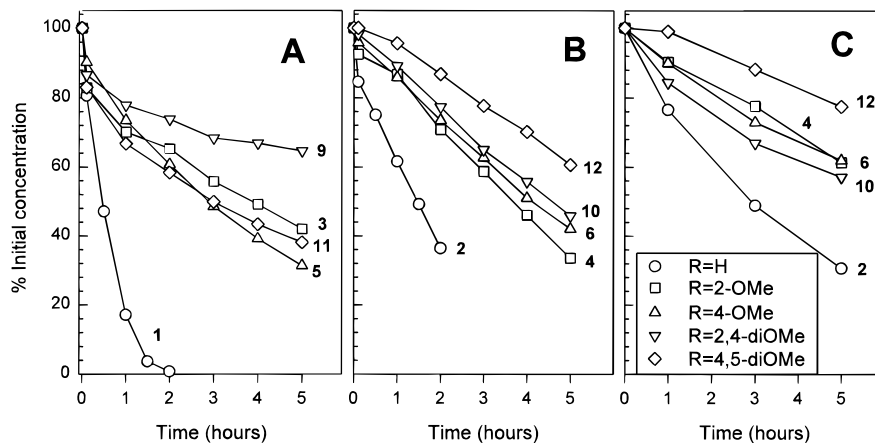 % Initial concentration
100
80
60
40
20
0
A
9
3
11
5
1
0 1 2 3 4 5
Time (hours)
B
12
10
6
4
2
0 1 2 3 4 5
Time (hours)
C
12
4
6
10
2
R=H
R=2-OMe
R=4-OMe
R=2,4-diOMe
R=4,5-diOMe
0 1 2 3 4 5
Time (hours)